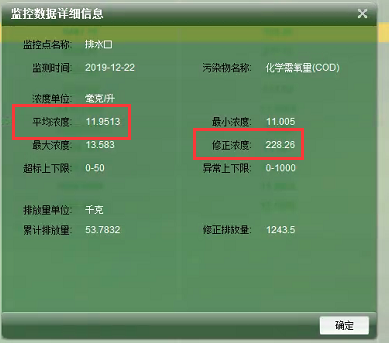 监控数据详细信息
监控点名称: 排水口
监测时间: 2019-12-22 污染物名称: 化学需氧量(COD)
浓度单位: 毫克/升
平均浓度: 11.9513 最小浓度: 11.005
最大浓度: 13.583 修正浓度: 228.26
超标上下限: 0-50 异常上下限: 0-1000
排放量单位: 千克
累计排放量: 53.7832 修正排放量: 1243.5
确定